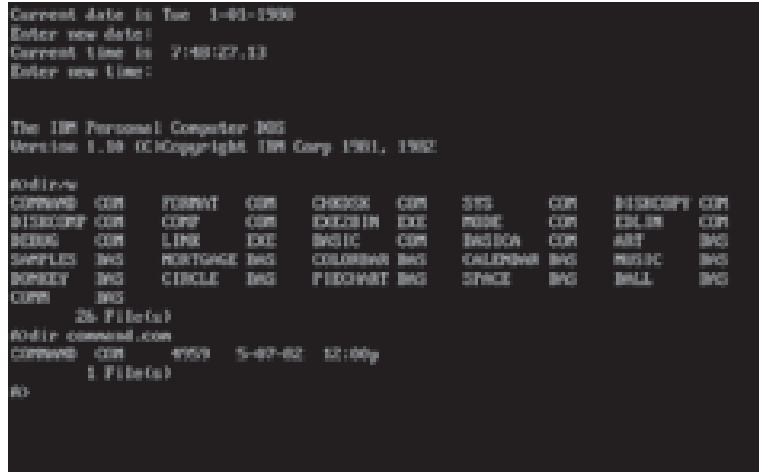 Current date is Tue  1-01-1980
Enter new date:
Current time is  7:48:27.13
Enter new time:
The IBM Personal Computer DOS
Version 1.10 (C)Copyright IBM Corp 1981, 1982
A>dir/w
COMMAND  COM     FORMAT   COM     CHKDSK   COM     SYS      COM     DISKCOPY COM
DISKCOMP COM     COMP     COM     EXE2BIN  EXE     MODE     COM     EDLIN    COM
DEBUG    COM     LINK     EXE     BASIC    COM     BASICA   COM     ART      BAS
SAMPLES  BAS     MORTGAGE BAS     COLORBAR BAS     CALENDAR BAS     MUSIC    BAS
DONKEY   BAS     CIRCLE   BAS     PIECHART BAS     SPACE    BAS     BALL     BAS
COMM     BAS
26 File(s)
A>dir command.com
COMMAND  COM     4959   5-07-82  12:00p
1 File(s)
A>